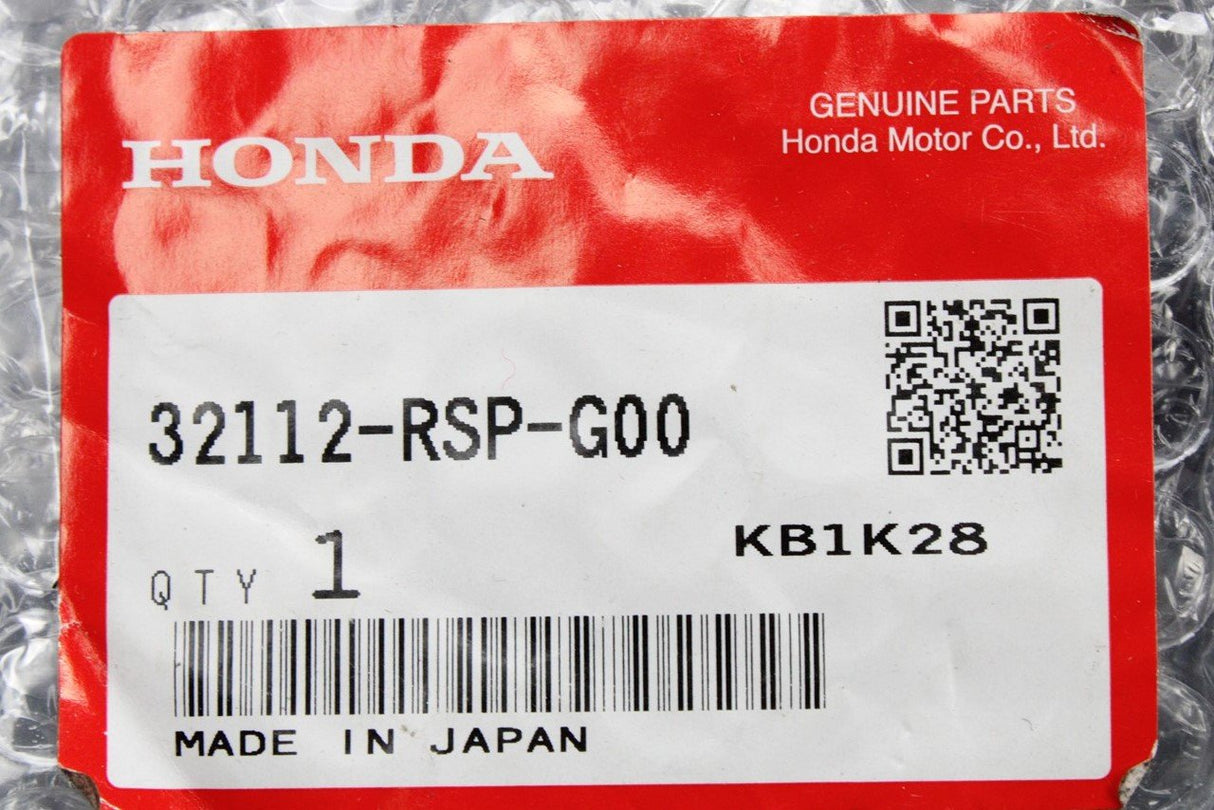 HONDA
GENUINE PARTS
Honda Motor Co., Ltd.
32112-RSP-G00
KB1K28
QTY 1
MADE IN JAPAN